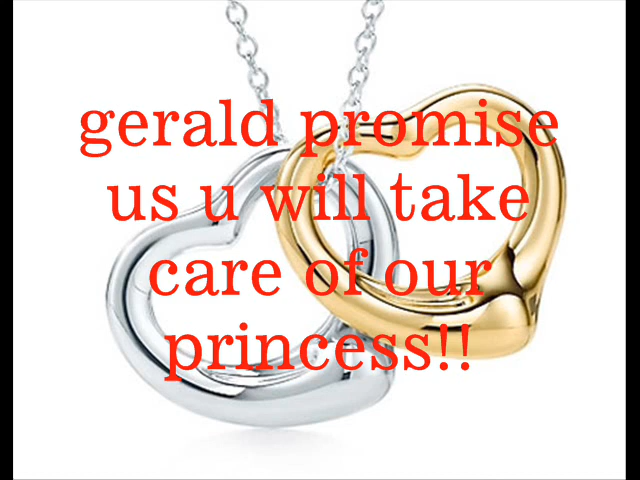 gerald promise
us u will take
care of our
princess!!